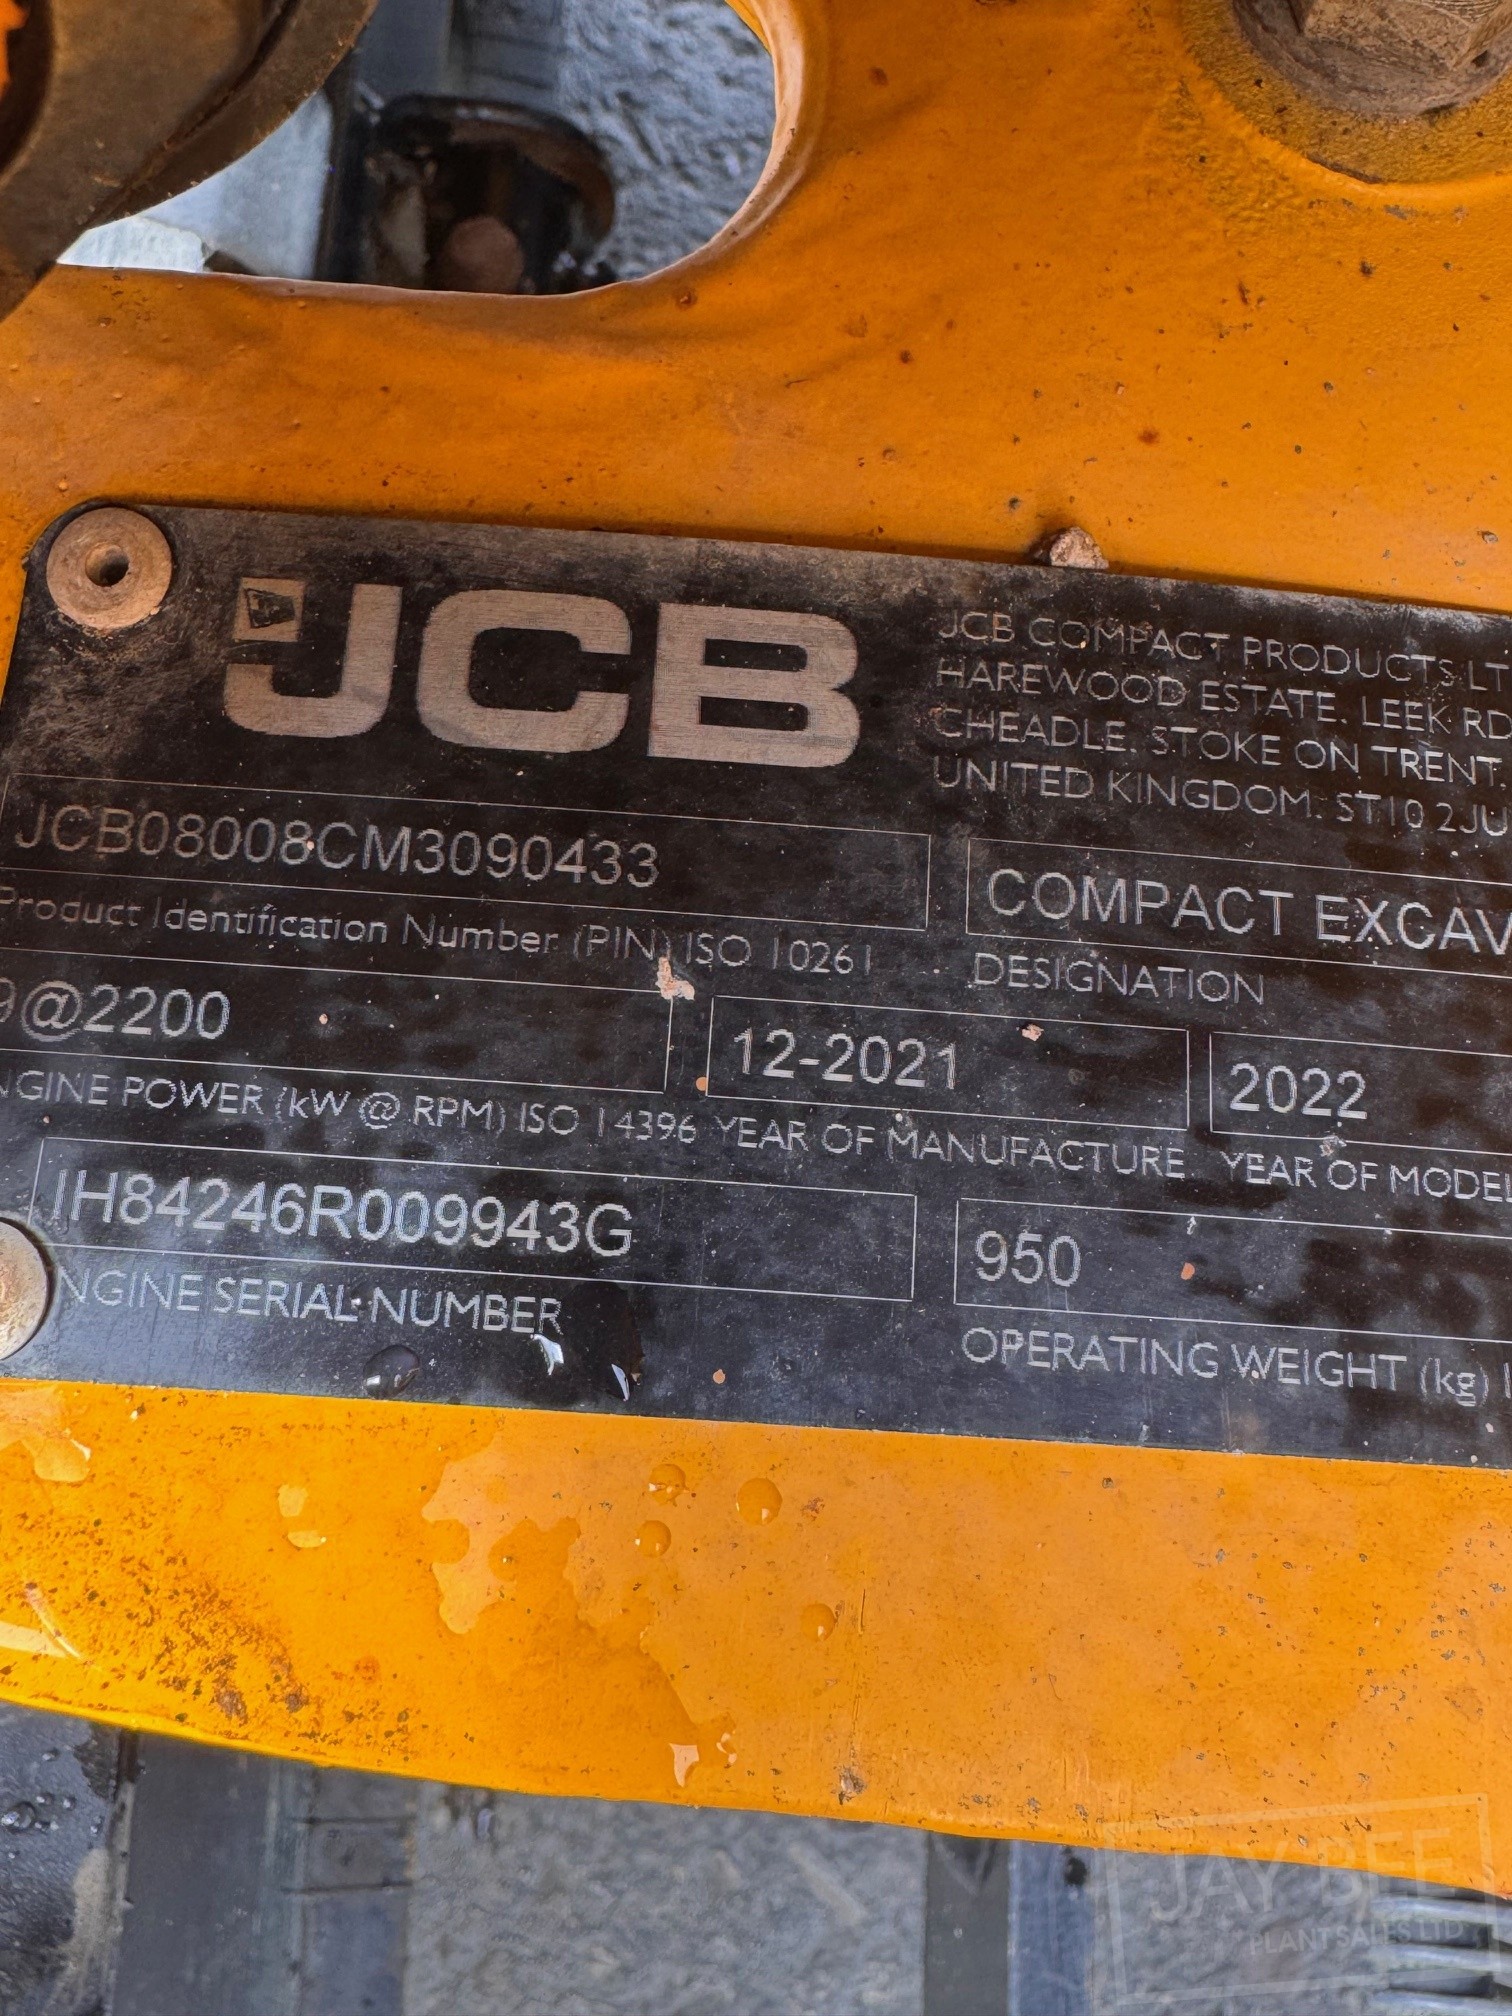 JCB
JCB COMPACT PRODUCTS LT
HAREWOOD ESTATE. LEEK RD
CHEADLE. STOKE ON TRENT.
UNITED KINGDOM. ST10 2JU
JCB08008CM3090433
Product Identification Number (PIN) ISO 10261
COMPACT EXCAV
DESIGNATION
9@2200
NGINE POWER (kW @ RPM) ISO 14396
12-2021
YEAR OF MANUFACTURE
2022
YEAR OF MODEL
IH84246R009943G
NGINE SERIAL NUMBER
950
OPERATING WEIGHT (kg) I
JAY BEE
PLANT SALES LTD